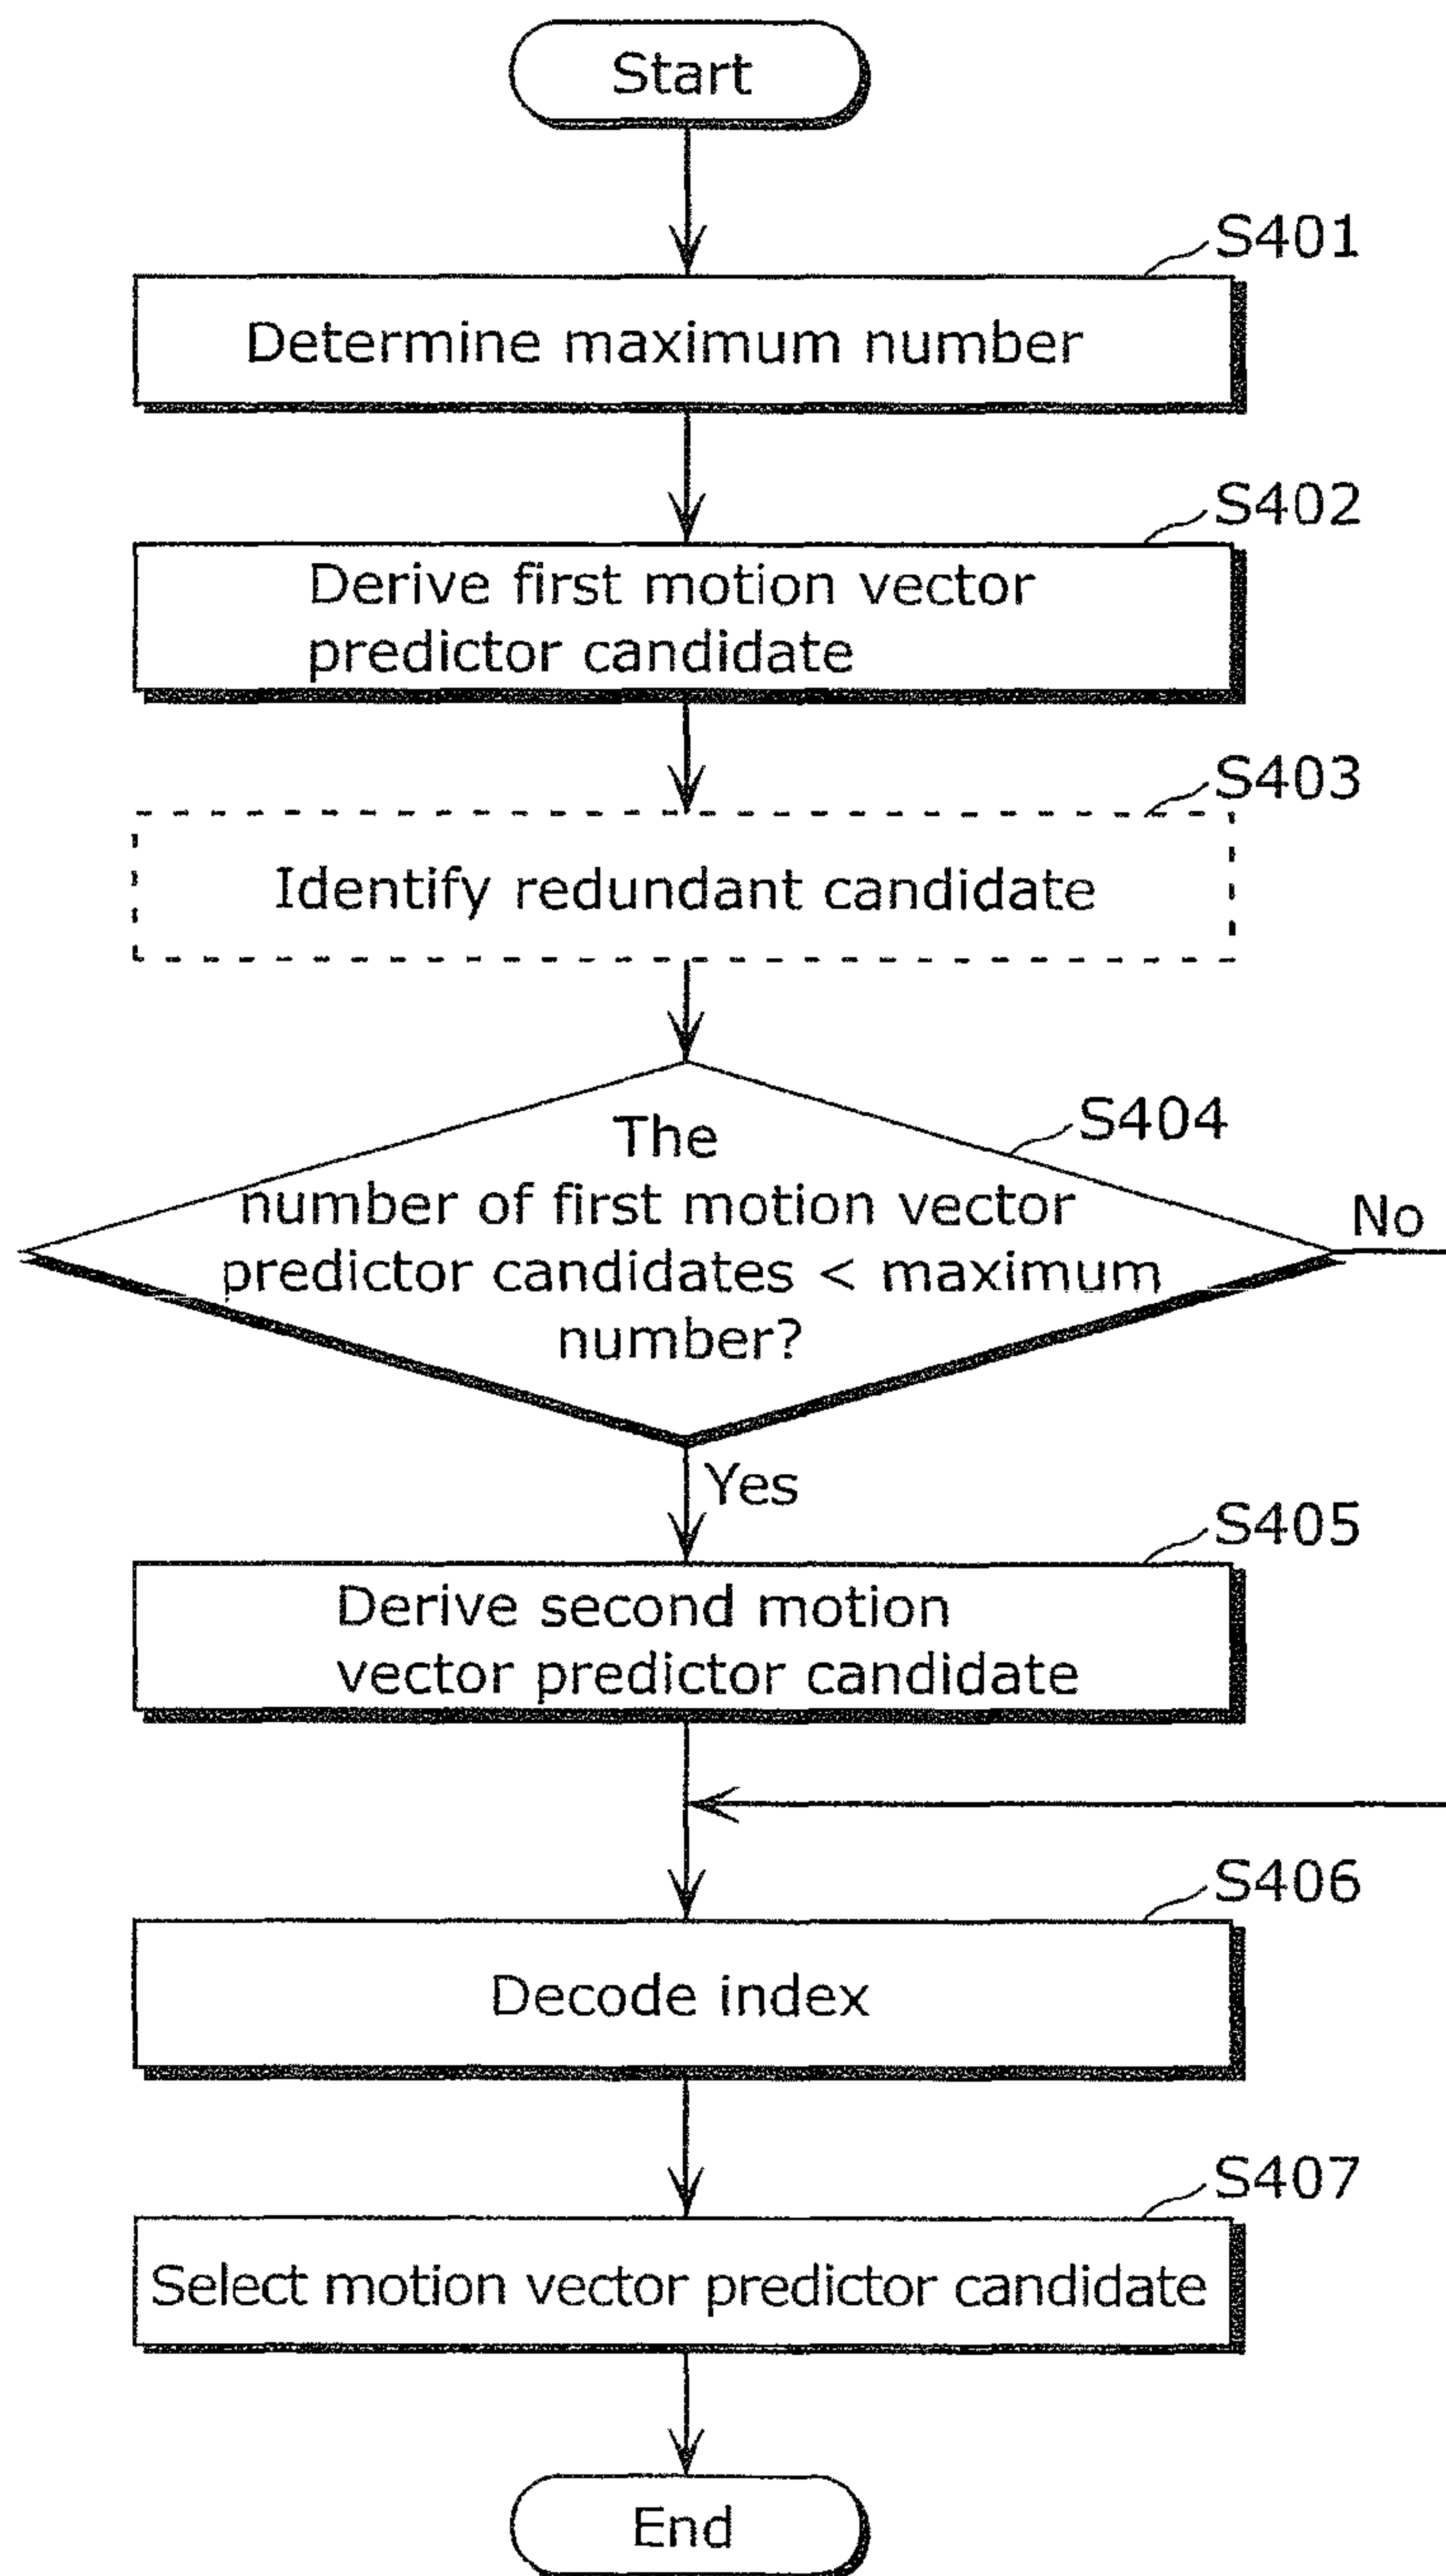 Start
S401
Determine maximum number
S402
Derive first motion vector
predictor candidate
S403
Identify redundant candidate
S404
The
number of first motion vector
predictor candidates < maximum
number?
No
Yes
S405
Derive second motion
vector predictor candidate
S406
Decode index
S407
Select motion vector predictor candidate
End